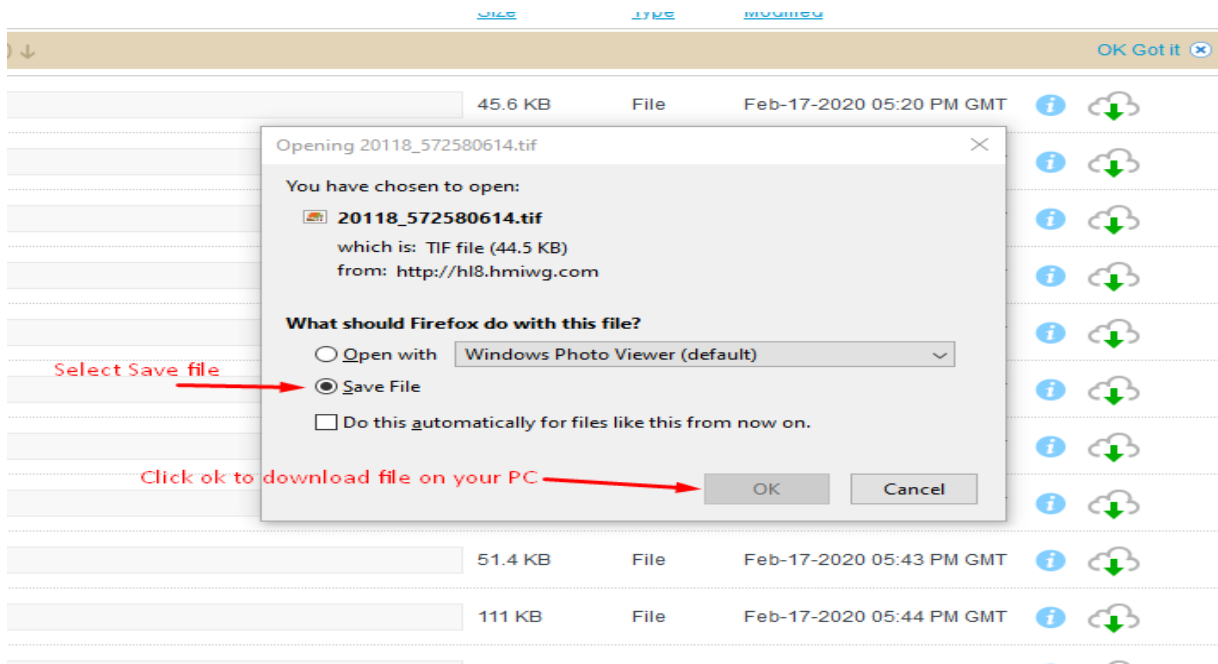 Size Type Modified
OK Got it
45.6 KB File Feb-17-2020 05:20 PM GMT
Opening 20118_572580614.tif
You have chosen to open:
20118_572580614.tif
which is: TIF file (44.5 KB)
from: http://hl8.hmiwg.com
What should Firefox do with this file?
Open with Windows Photo Viewer (default)
Select Save file
Save File
Do this automatically for files like this from now on.
Click ok to download file on your PC
OK Cancel
51.4 KB File Feb-17-2020 05:43 PM GMT
111 KB File Feb-17-2020 05:44 PM GMT